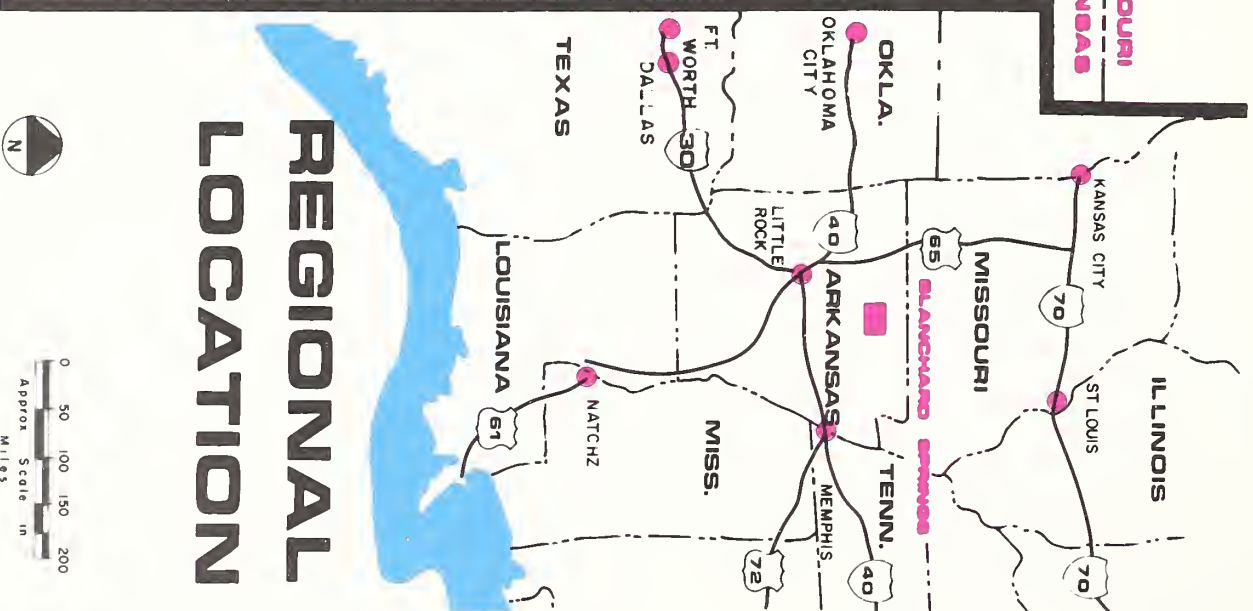 OURI
NSAS
KANSAS CITY
70
ST LOUIS
ILLINOIS
70
65
MISSOURI
BLANCHARD SPRINGS
OKLA.
OKLAHOMA
CITY
40
ARKANSAS
LITTLE
ROCK
TENN.
MEMPHIS
40
72
FT.
WORTH
DALLAS
30
MISS.
TEXAS
NATCHZ
LOUISIANA
61
REGIONAL
LOCATION
N
0 50 100 150 200
Approx Scale in
Miles